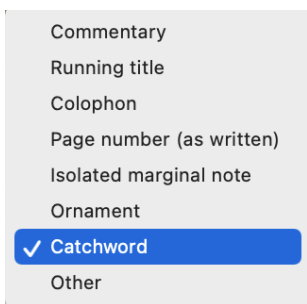 Commentary
Running title
Colophon
Page number (as written)
Isolated marginal note
Ornament
✓ Catchword
Other